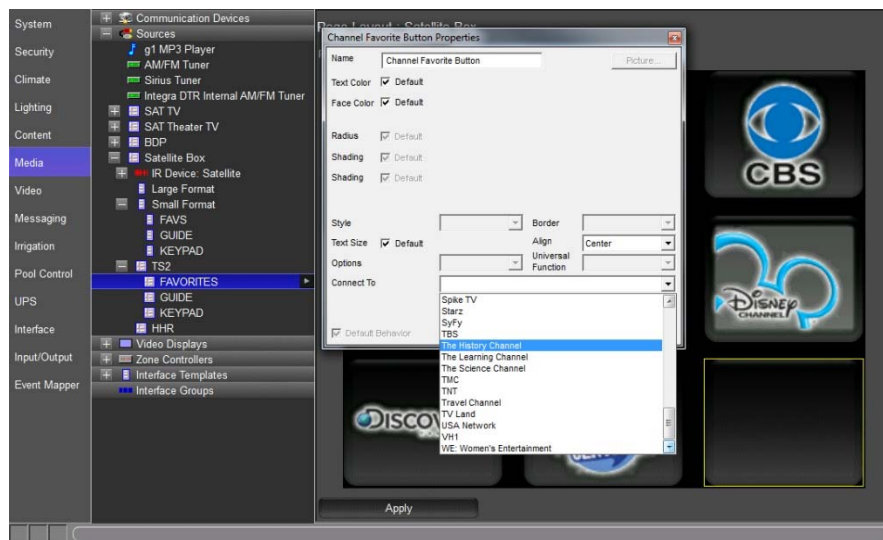 System
Security
Climate
Lighting
Content
Media
Video
Messaging
Irrigation
Pool Control
UPS
Interface
Input/Output
Event Mapper
Communication Devices
Sources
g1 MP3 Player
AM/FM Tuner
Sirius Tuner
Integra DTR Internal AM/FM Tuner
SAT TV
SAT Theater TV
BDP
Satellite Box
IR Device: Satellite
Large Format
Small Format
FAVS
GUIDE
KEYPAD
TS2
FAVORITES
GUIDE
KEYPAD
HHR
Video Displays
Zone Controllers
Interface Templates
Interface Groups
Page Layout : Satellite Box
Channel Favorite Button Properties
Name Channel Favorite Button Picture...
Text Color Default
Face Color Default
Radius Default
Shading Default
Shading Default
Style Border
Text Size Default Align Center
Options Universal Function
Connect To
Default Behavior
Spike TV
Starz
SyFy
TBS
The History Channel
The Learning Channel
The Science Channel
TMC
TNT
Travel Channel
TV Land
USA Network
VH1
WE: Women's Entertainment
CBS
DISNEY
CHANNEL
DISCO
Apply